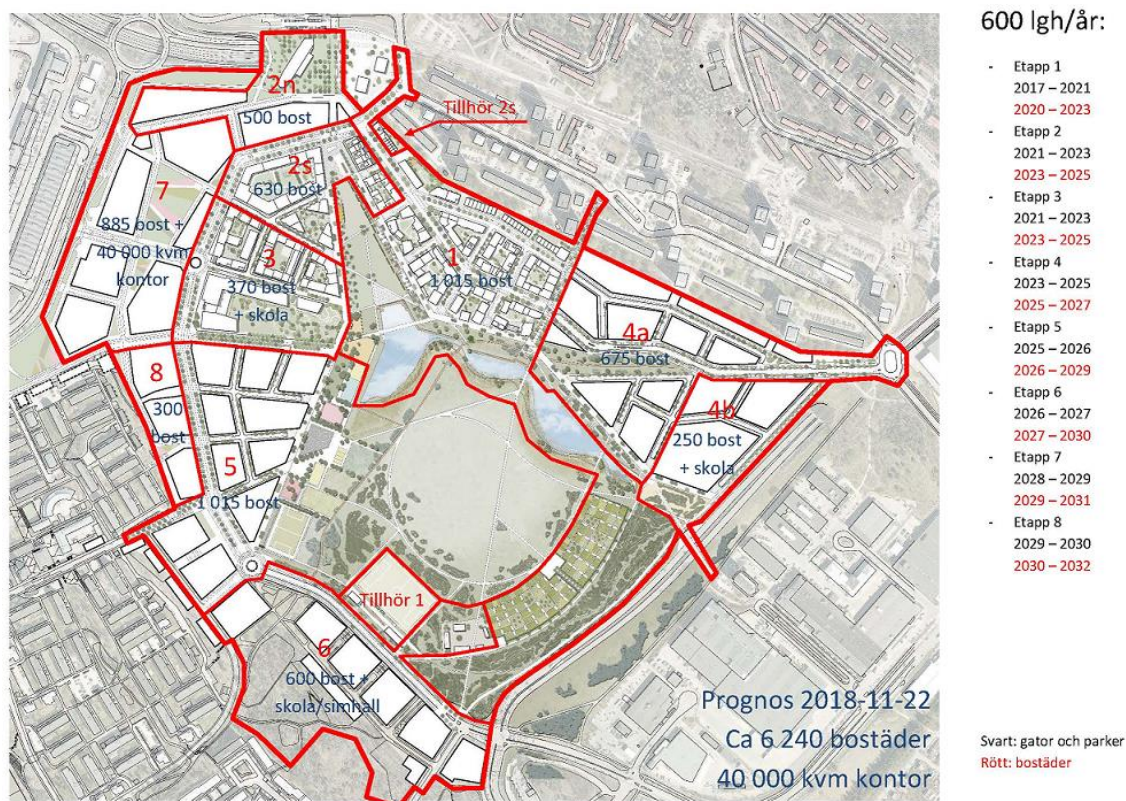 600 lgh/år:
- Etapp 1
2017 – 2021
2020 – 2023
- Etapp 2
2021 – 2023
2023 – 2025
- Etapp 3
2021 – 2023
2023 – 2025
- Etapp 4
2023 – 2025
2025 – 2027
- Etapp 5
2025 – 2026
2026 – 2029
- Etapp 6
2026 – 2027
2027 – 2030
- Etapp 7
2028 – 2029
2029 – 2031
- Etapp 8
2029 – 2030
2030 – 2032
2n
500 bost
Tillhör 2s
2s
630 bost
7
885 bost +
40 000 kvm
kontor
3
370 bost
+ skola
1
1 015 bost
4a
675 bost
8
300
bost
4b
250 bost
+ skola
5
1 015 bost
Tillhör 1
6
600 bost +
skola/simhall
Prognos 2018-11-22
Ca 6 240 bostäder
40 000 kvm kontor
Svart: gator och parker
Rött: bostäder